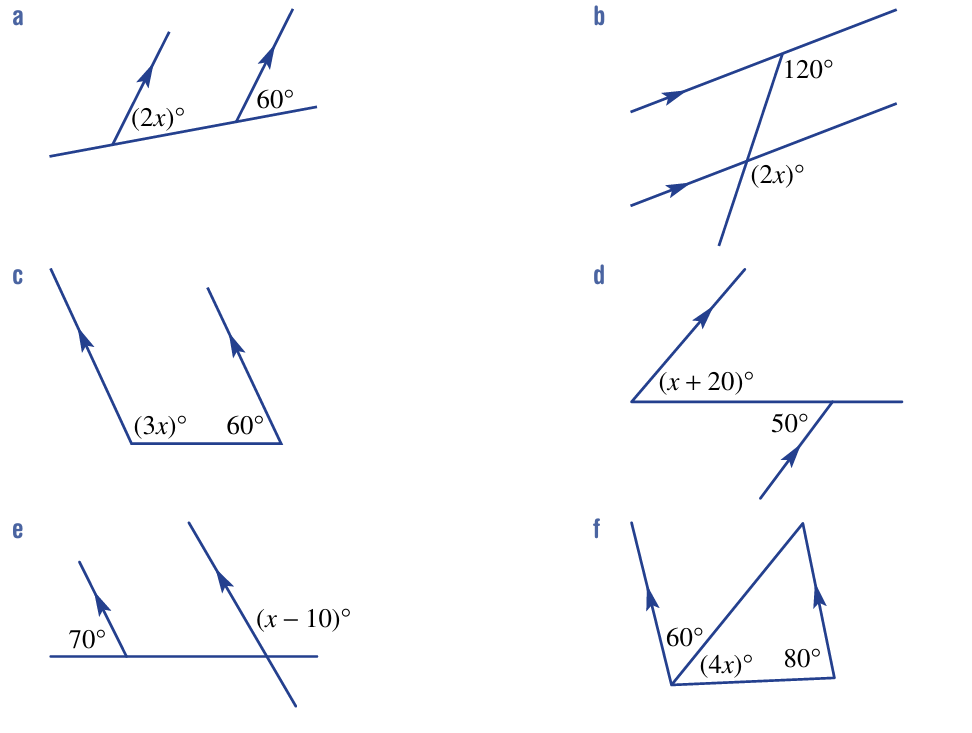 a
(2x)°
60°
b
120°
(2x)°
c
(3x)°
60°
d
(x + 20)°
50°
e
70°
(x − 10)°
f
60°
(4x)°
80°